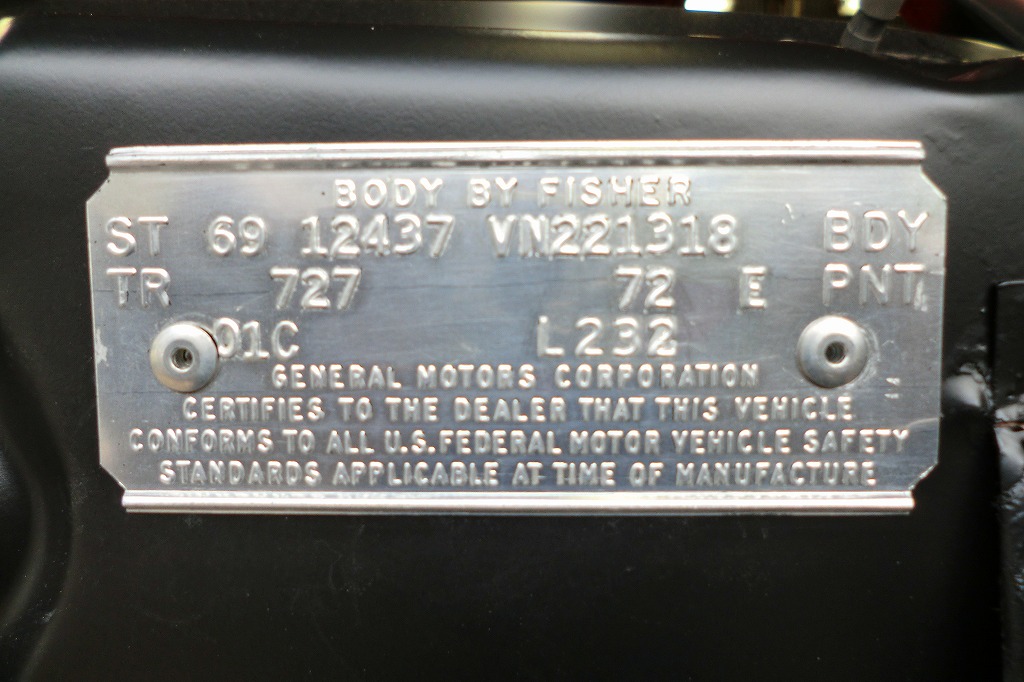 BODY BY FISHER
ST 69 12437 VN221318 BDY
TR 727 72 E PNT
01C L232
GENERAL MOTORS CORPORATION
CERTIFIES TO THE DEALER THAT THIS VEHICLE
CONFORMS TO ALL U.S. FEDERAL MOTOR VEHICLE SAFETY
STANDARDS APPLICABLE AT TIME OF MANUFACTURE